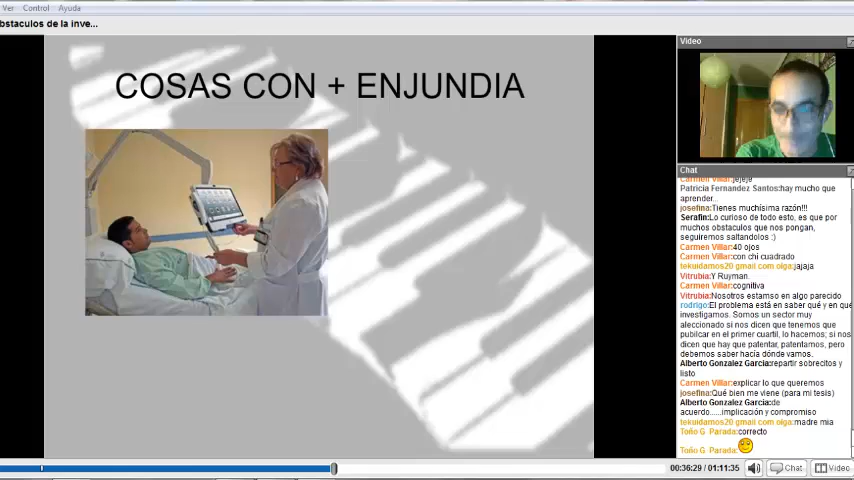 Ver Control Ayuda
bstaculos de la inve...
COSAS CON + ENJUNDIA
Video
Chat
Carmen Villar:jejeje
Patricia Fernandez Santos:hay mucho que
aprender..
josefina:Tienes muchísima razón!!!
Serafin:Lo curioso de todo esto, es que por
muchos obstaculos que nos pongan,
seguiremos saltandolos :)
Carmen Villar:40 ojos
Carmen Villar:con chi cuadrado
tekuidamos20 gmail com olga:jajaja
Vitrubia:Y Ruyman.
Carmen Villar:cognitiva
Vitrubia:Nosotros estamso en algo parecido
rodrigo:El problema está en saber qué y en que
investigamos. Somos un sector muy
aleccionado si nos dicen que tenemos que
pubilcar en el primer cuartil, lo hacemos; si nos
dicen que hay que patentar, patentamos, pero
debemos saber hacía dónde vamos.
Alberto Gonzalez Garcia:repartir sobrecitos y
listo
Carmen Villar:explicar lo que queremos
josefina:Qué bien me viene (para mi tesis)
Alberto Gonzalez Garcia:de
acuerdo......implicación y compromiso
tekuidamos20 gmail com olga:madre mia
Toño G Parada:correcto
Toño G Parada:
00:36:29 / 01:11:35 Chat Video